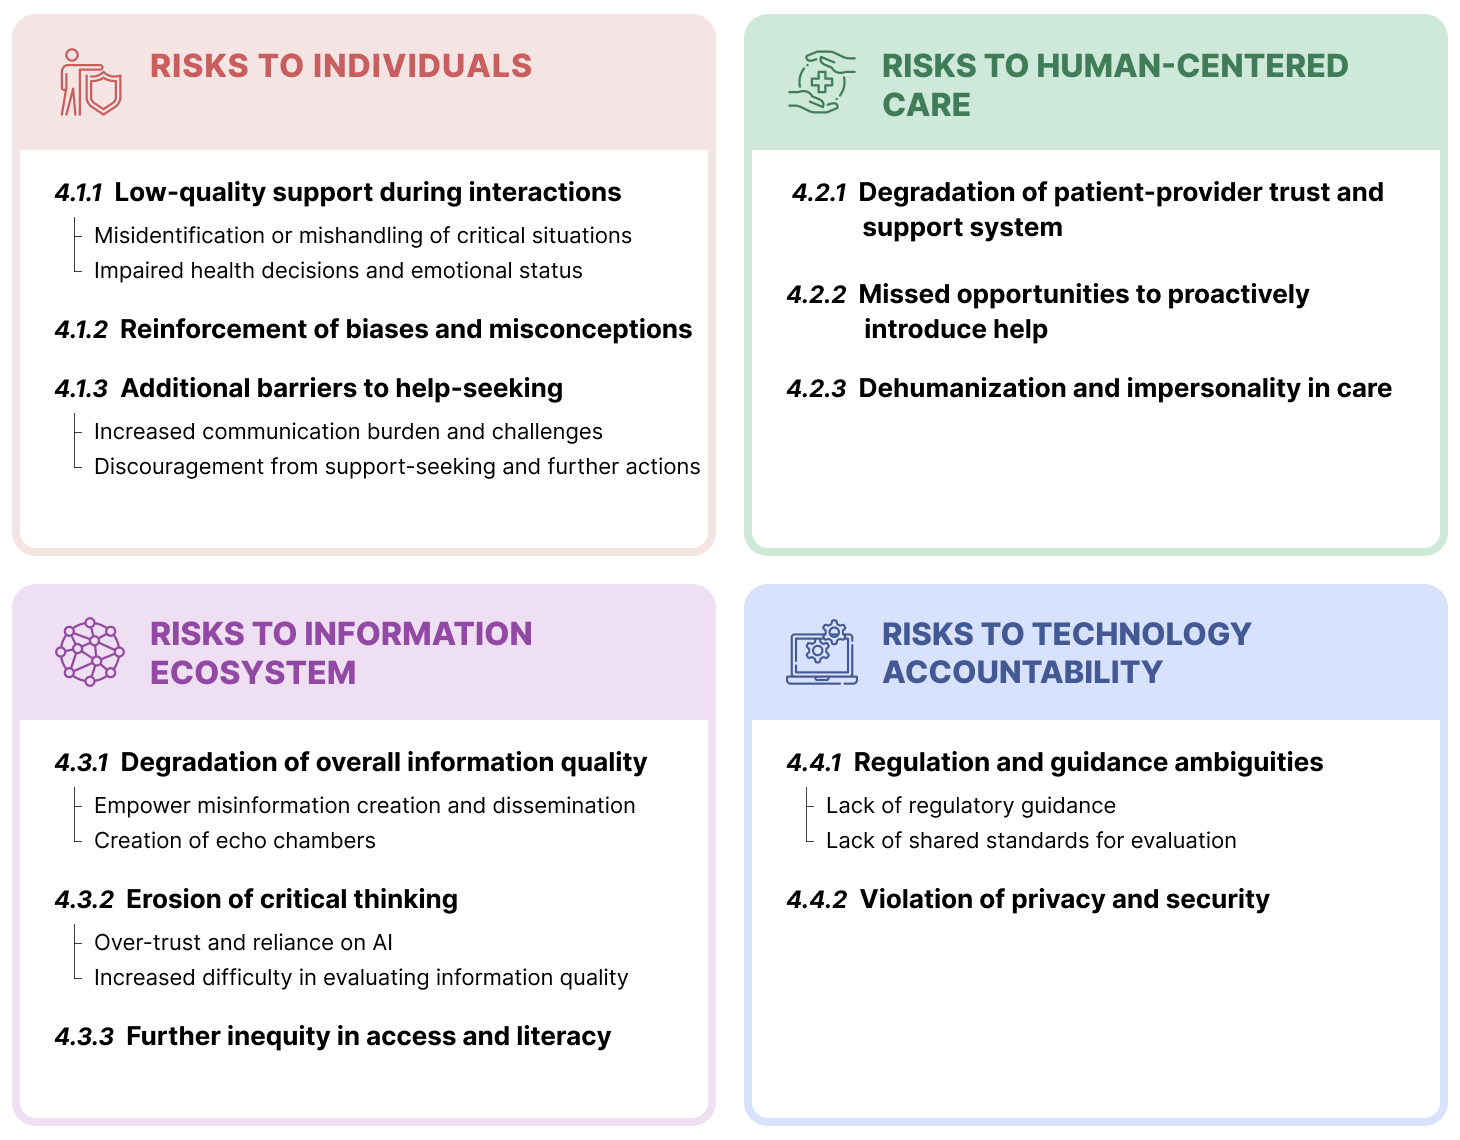 RISKS TO INDIVIDUALS
4.1.1 Low-quality support during interactions
Misidentification or mishandling of critical situations
Impaired health decisions and emotional status
4.1.2 Reinforcement of biases and misconceptions
4.1.3 Additional barriers to help-seeking
Increased communication burden and challenges
Discouragement from support-seeking and further actions
RISKS TO HUMAN-CENTERED
CARE
4.2.1 Degradation of patient-provider trust and
support system
4.2.2 Missed opportunities to proactively
introduce help
4.2.3 Dehumanization and impersonality in care
RISKS TO INFORMATION
ECOSYSTEM
4.3.1 Degradation of overall information quality
Empower misinformation creation and dissemination
Creation of echo chambers
4.3.2 Erosion of critical thinking
Over-trust and reliance on AI
Increased difficulty in evaluating information quality
4.3.3 Further inequity in access and literacy
RISKS TO TECHNOLOGY
ACCOUNTABILITY
4.4.1 Regulation and guidance ambiguities
Lack of regulatory guidance
Lack of shared standards for evaluation
4.4.2 Violation of privacy and security